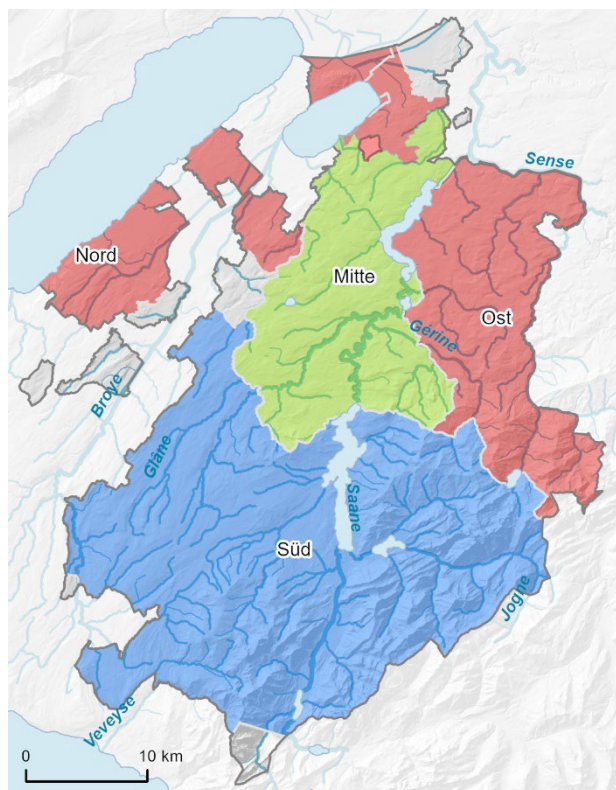 Sense
Nord
Mitte
Ost
Gérine
Broye
Glâne
Saane
Süd
Jogne
Veveyse
0 10 km